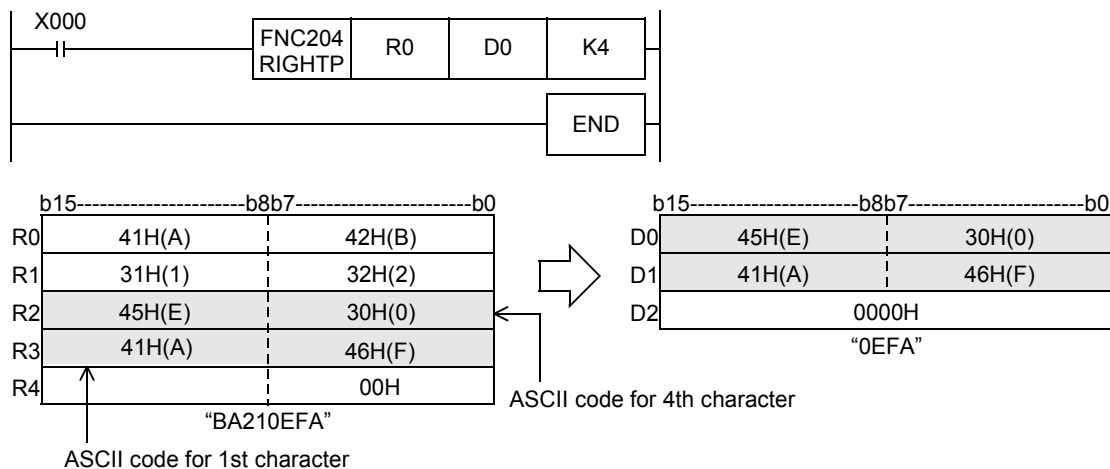 X000
FNC204 RIGHTP R0 D0 K4
END
b15-----------------------b8b7------------------------b0 b15-----------------------b8b7------------------------b0
R0 41H(A) 42H(B) D0 45H(E) 30H(0)
R1 31H(1) 32H(2) D1 41H(A) 46H(F)
R2 45H(E) 30H(0) D2 0000H
R3 41H(A) 46H(F) “0EFA”
R4 00H
ASCII code for 4th character
“BA210EFA”
ASCII code for 1st character